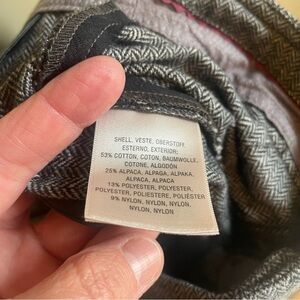 SHELL, VESTE, OBERSTOFF,
ESTERNO, EXTERIOR:
53% COTTON, COTON, BAUMWOLLE,
COTONE, ALGODÓN
25% ALPACA, ALPAGA, ALPAKA,
ALPACA, ALPACA
13% POLYESTER, POLYESTER,
POLYESTER, POLIESTERE, POLIÉSTER
9% NYLON, NYLON, NYLON,
NYLON, NYLON